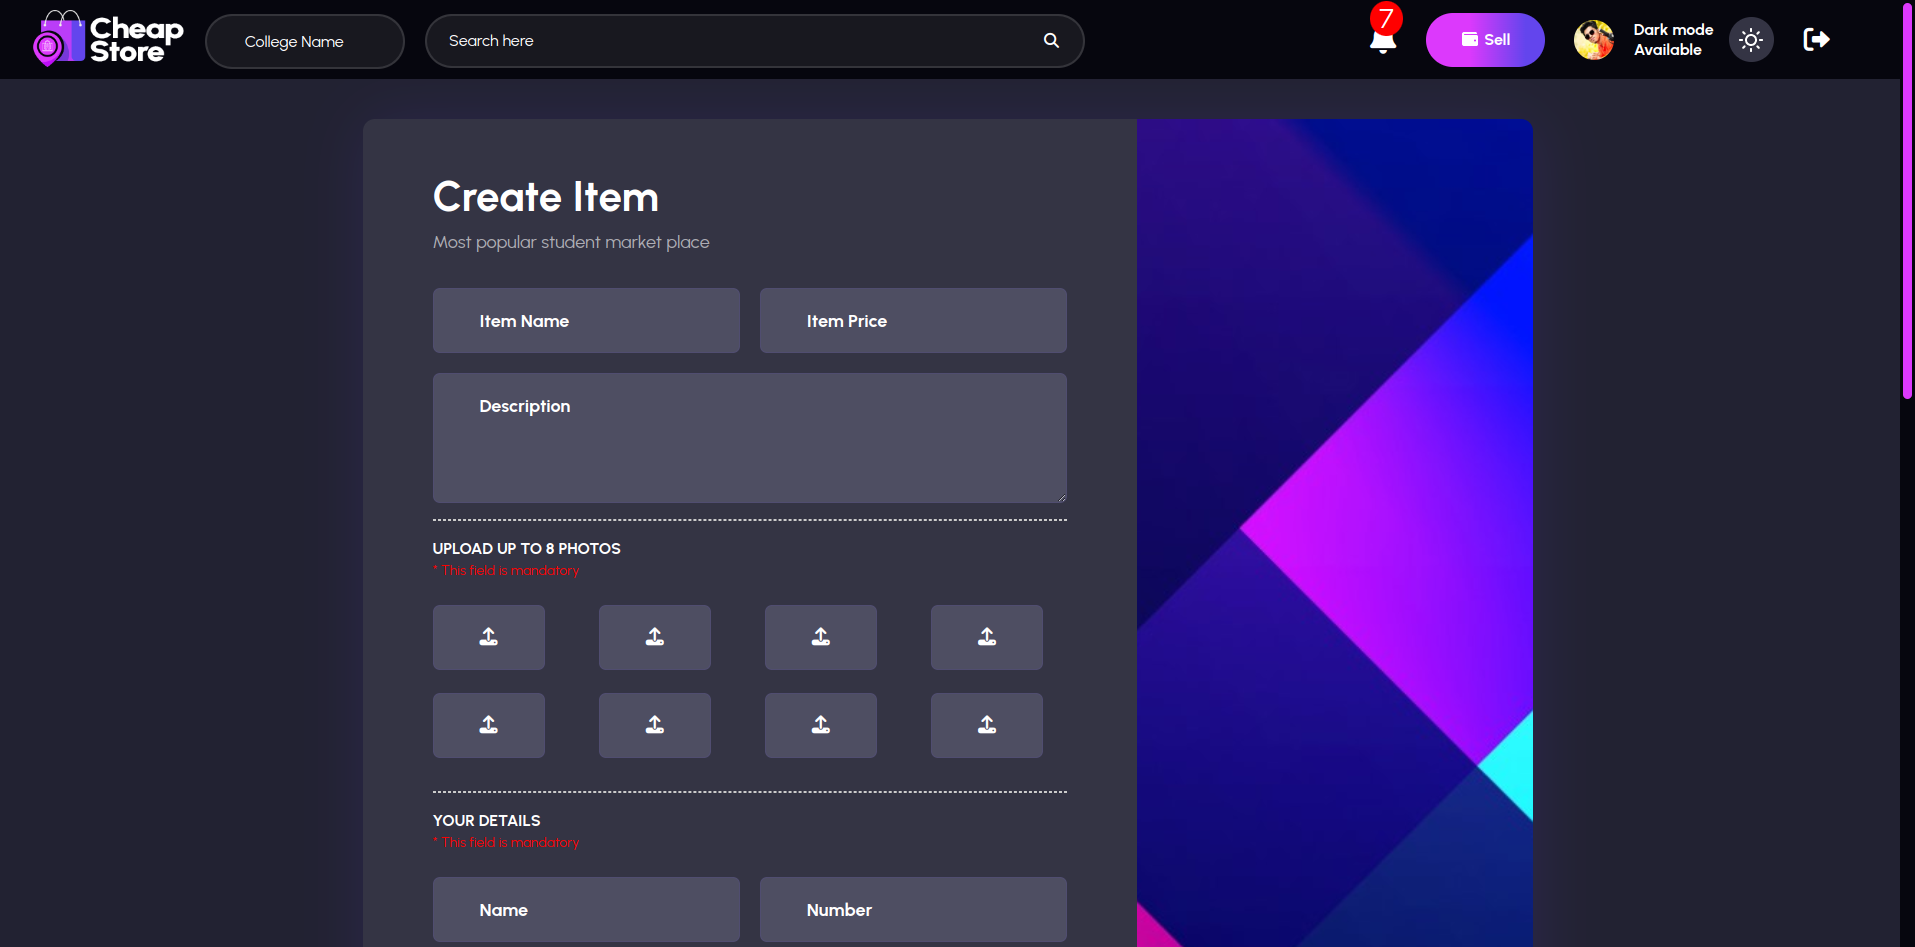 Cheap
Store
College Name
Search here
7
Sell
Dark mode
Available
Create Item
Most popular student market place
Item Name
Item Price
Description
UPLOAD UP TO 8 PHOTOS
* This field is mandatory
YOUR DETAILS
* This field is mandatory
Name
Number